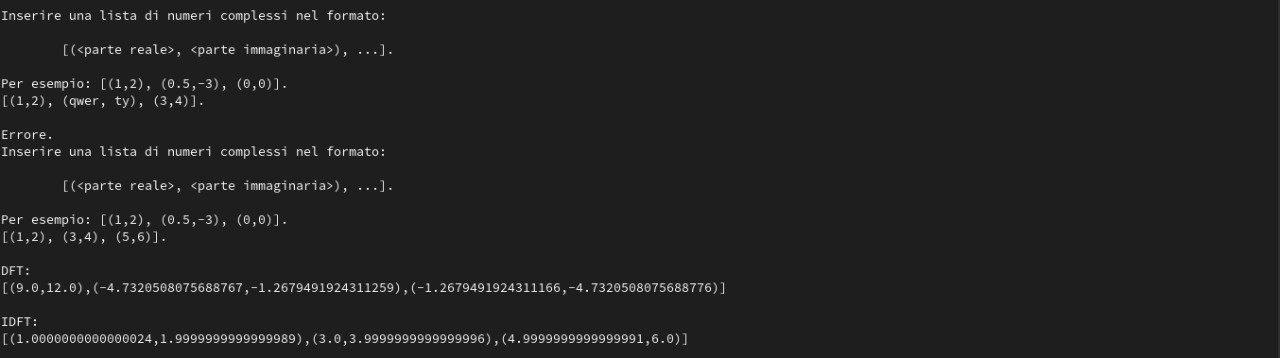 Inserire una lista di numeri complessi nel formato:
[(<parte reale>, <parte immaginaria>), ...].
Per esempio: [(1,2), (0.5,-3), (0,0)].
[(1,2), (qwer, ty), (3,4)].
Errore.
Inserire una lista di numeri complessi nel formato:
[(<parte reale>, <parte immaginaria>), ...].
Per esempio: [(1,2), (0.5,-3), (0,0)].
[(1,2), (3,4), (5,6)].
DFT:
[(9.0,12.0),(-4.7320508075688767,-1.2679491924311259),(-1.2679491924311166,-4.7320508075688776)]
IDFT:
[(1.0000000000000024,1.9999999999999989),(3.0,3.9999999999999996),(4.9999999999999991,6.0)]